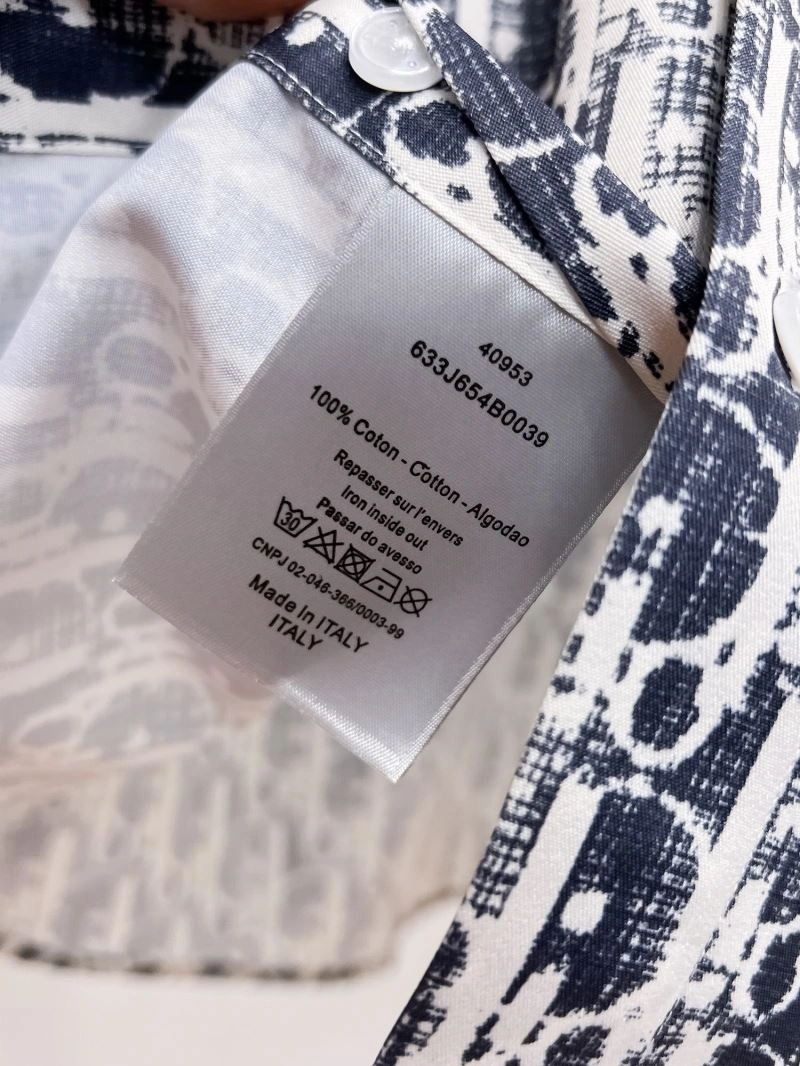 40953
633J654B0039
100% Coton - Cotton - Algodao
Repasser sur l'envers
Iron inside out
Passar do avesso
30
CNPJ 02-046-366/0003-99
Made In ITALY
ITALY